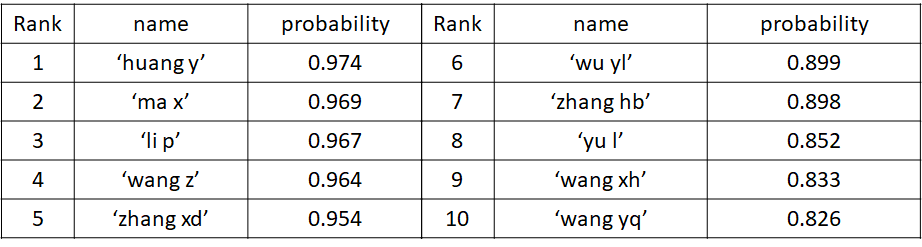 Rank name probability Rank name probability
1 ‘huang y’ 0.974 6 ‘wu yl’ 0.899
2 ‘ma x’ 0.969 7 ‘zhang hb’ 0.898
3 ‘li p’ 0.967 8 ‘yu l’ 0.852
4 ‘wang z’ 0.964 9 ‘wang xh’ 0.833
5 ‘zhang xd’ 0.954 10 ‘wang yq’ 0.826